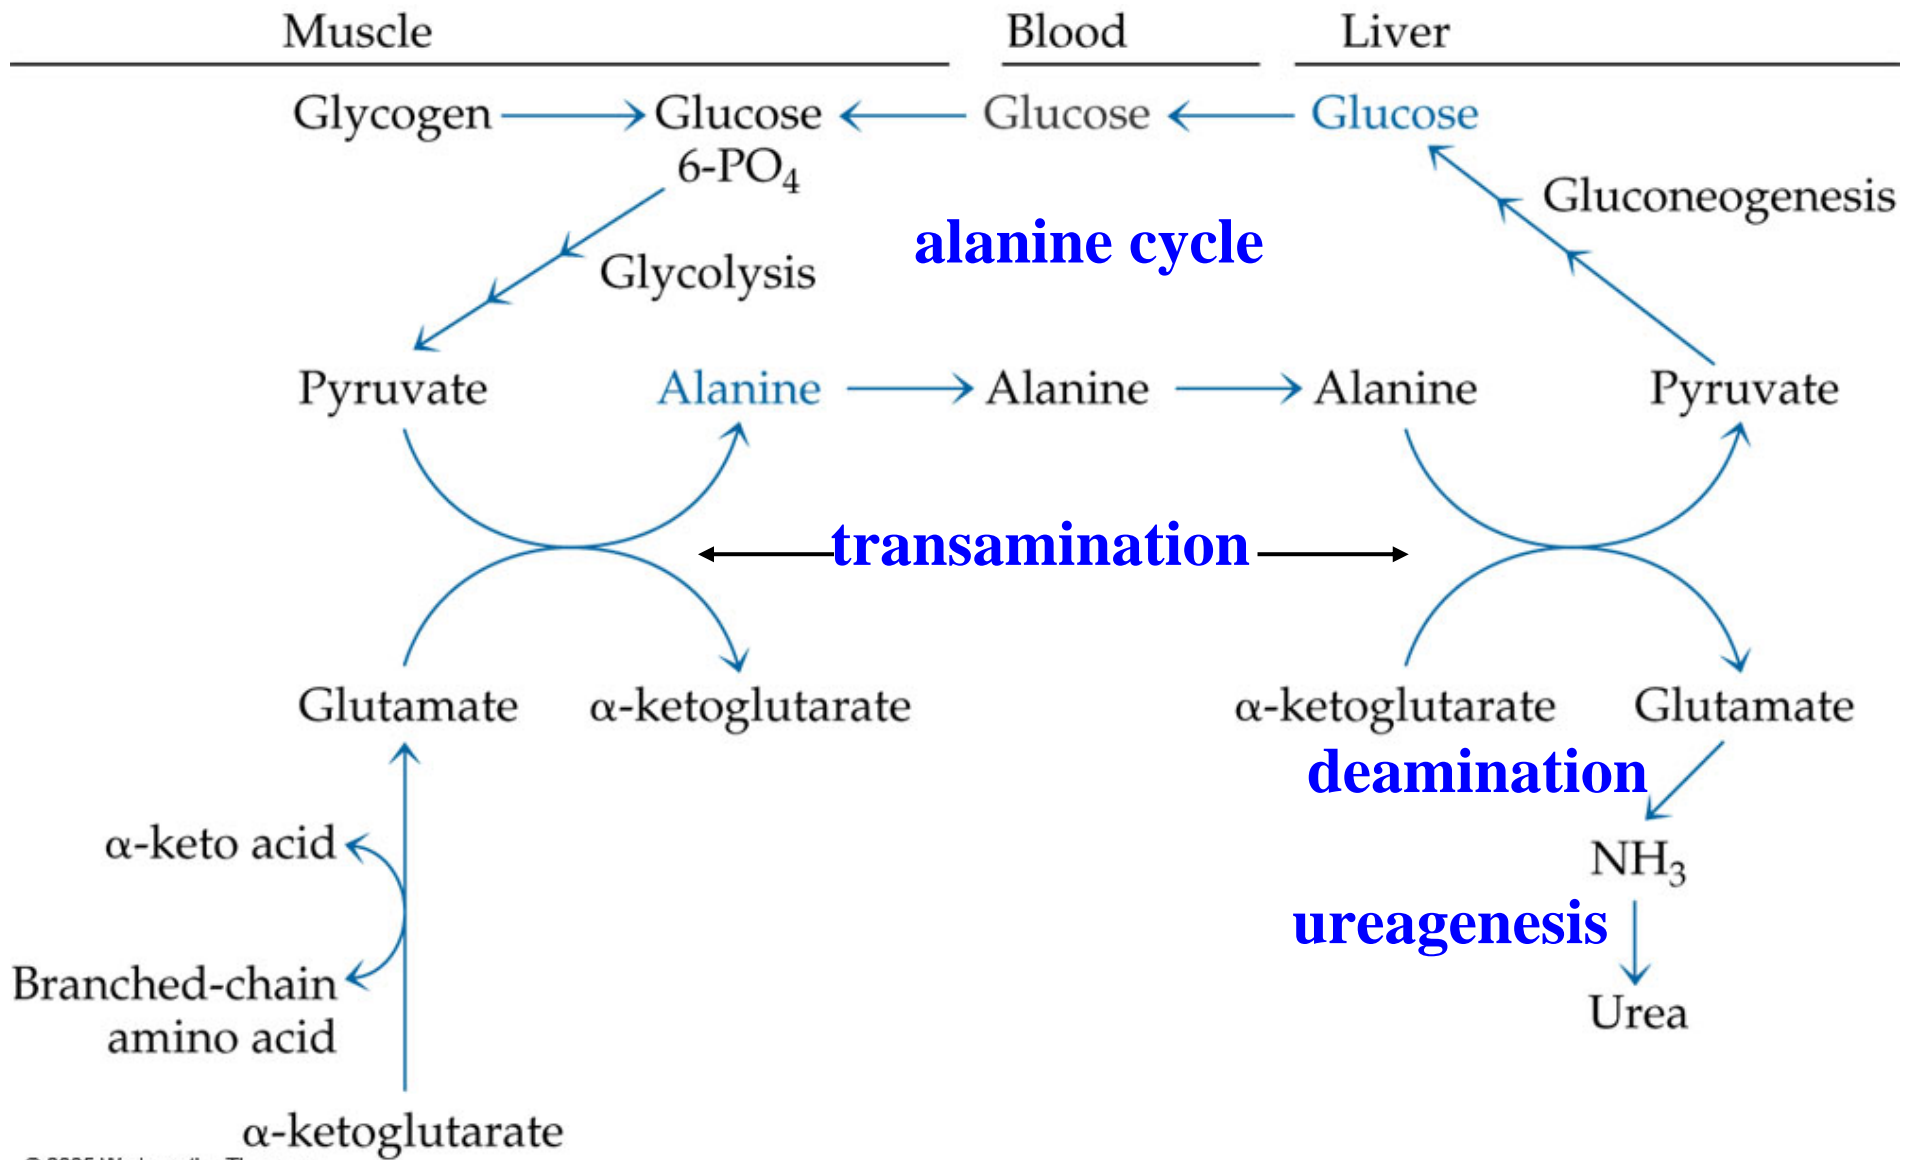 Muscle
Blood
Liver
Glycogen
Glucose
6-PO₄
Glucose
Glucose
Gluconeogenesis
alanine cycle
Glycolysis
Pyruvate
Alanine
Alanine
Alanine
Pyruvate
transamination
Glutamate
α-ketoglutarate
α-ketoglutarate
Glutamate
deamination
α-keto acid
NH₃
ureagenesis
Branched-chain
amino acid
Urea
α-ketoglutarate